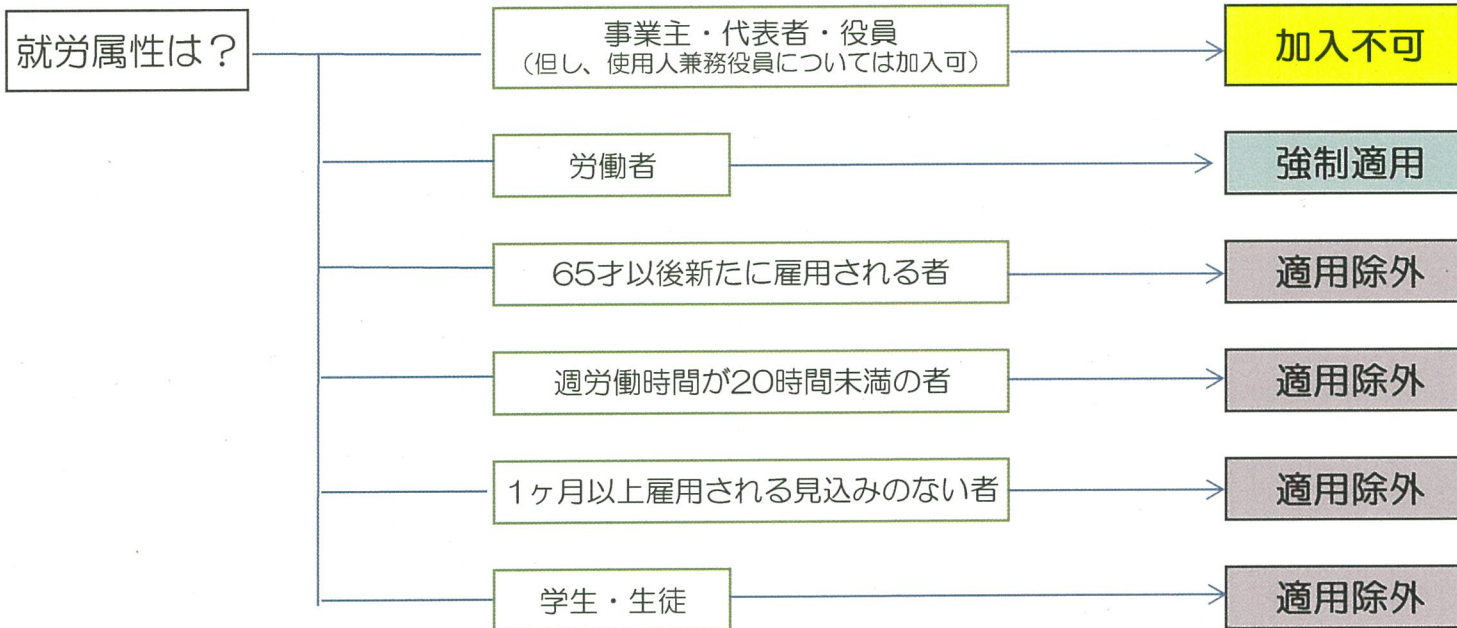 就労属性は？
事業主・代表者・役員
（但し、使用人兼務役員については加入可）
加入不可
労働者
強制適用
65才以後新たに雇用される者
適用除外
週労働時間が20時間未満の者
適用除外
1ヶ月以上雇用される見込みのない者
適用除外
学生・生徒
適用除外